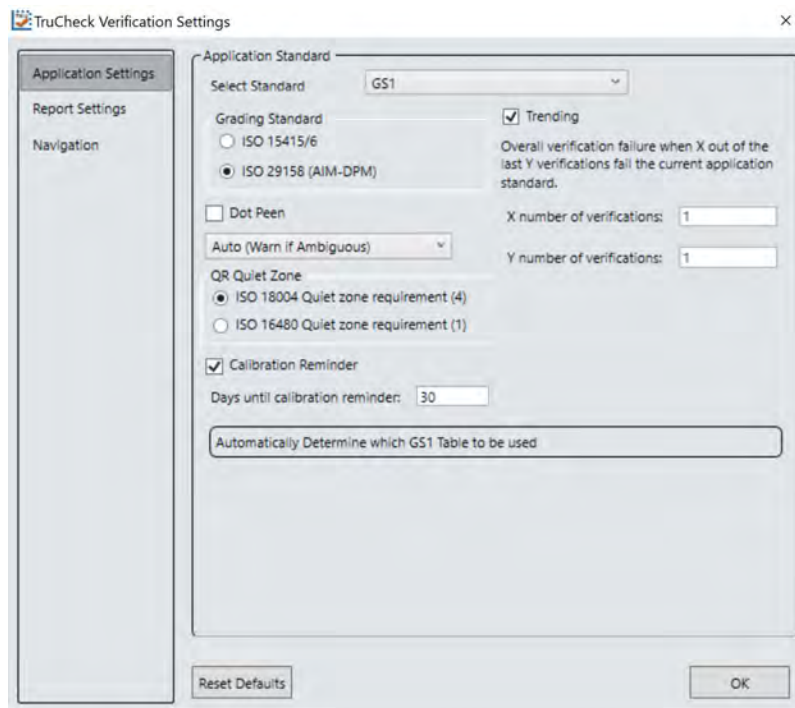 TruCheck Verification Settings
Application Settings
Report Settings
Navigation
Application Standard
Select Standard
GS1
Grading Standard
ISO 15415/6
ISO 29158 (AIM-DPM)
Dot Peen
Auto (Warn if Ambiguous)
QR Quiet Zone
ISO 18004 Quiet zone requirement (4)
ISO 16480 Quiet zone requirement (1)
Calibration Reminder
Days until calibration reminder:
30
Trending
Overall verification failure when X out of the
last Y verifications fail the current application
standard.
X number of verifications:
1
Y number of verifications:
1
Automatically Determine which GS1 Table to be used
Reset Defaults
OK